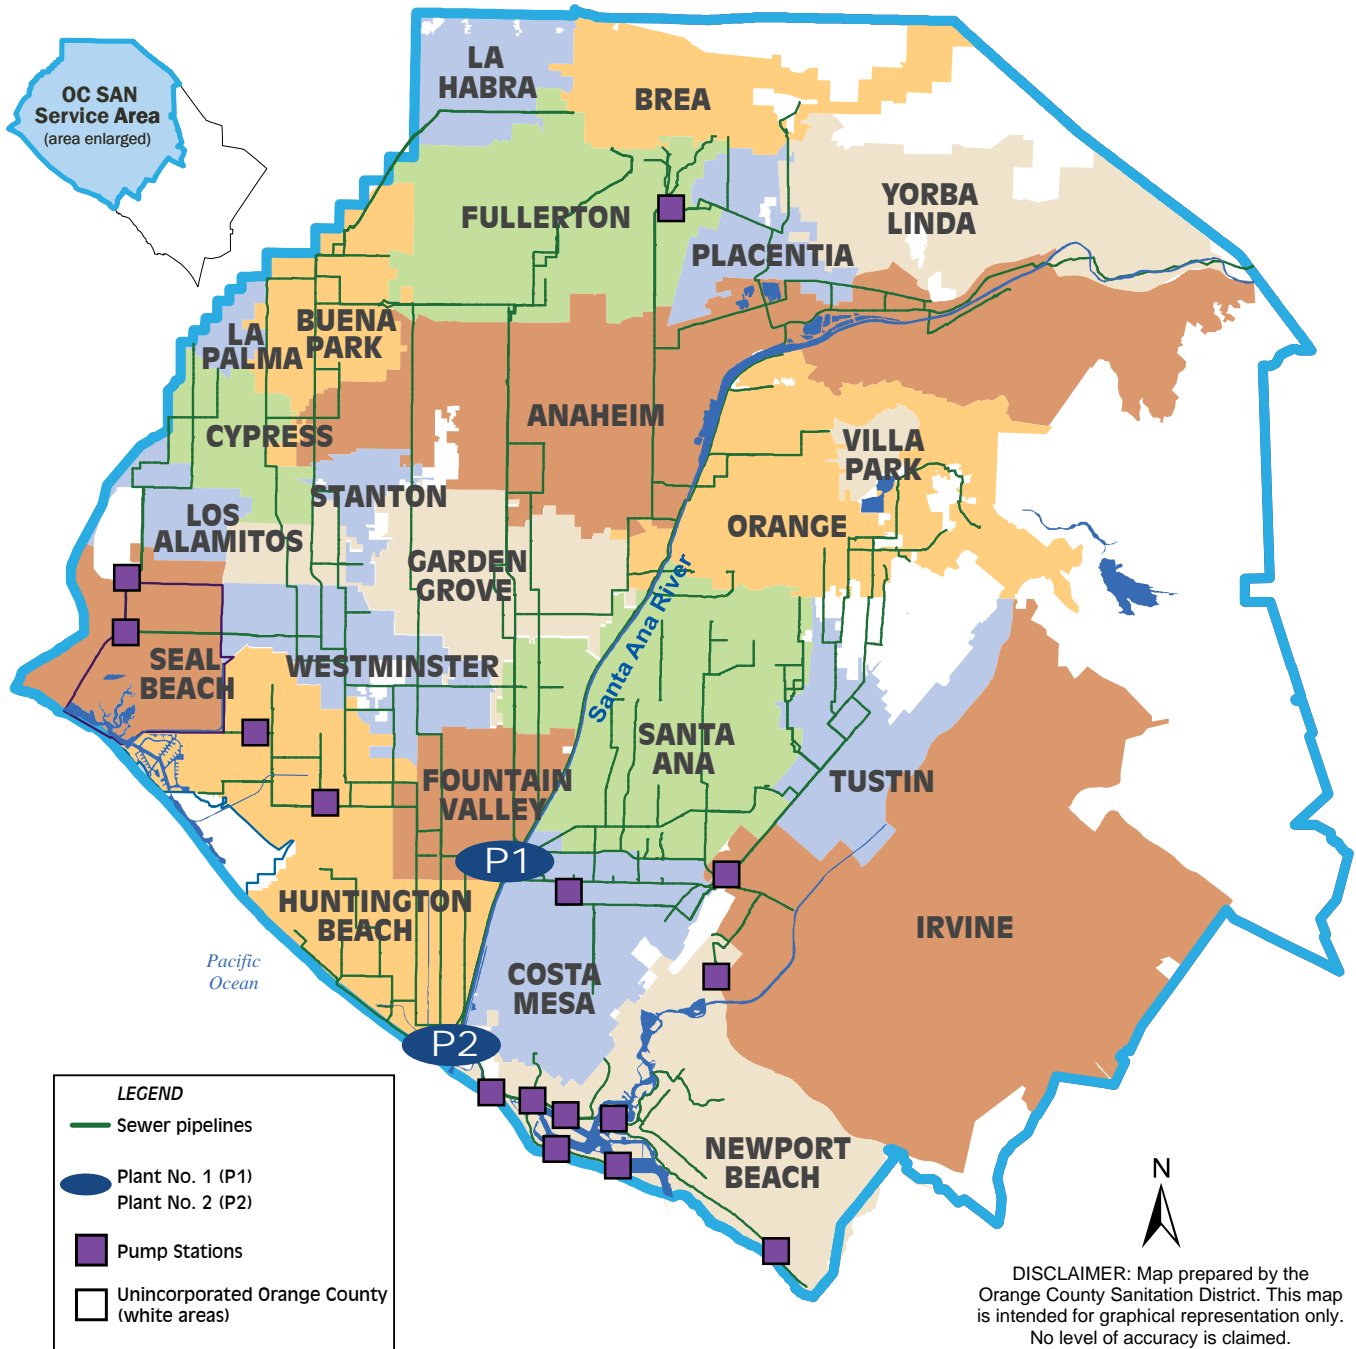 OC SAN
Service Area
(area enlarged)
LA
HABRA
BREA
YORBA
LINDA
FULLERTON
PLACENTIA
LA
PALMA
BUENA
PARK
ANAHEIM
CYPRESS
VILLA
PARK
STANTON
LOS
ALAMITOS
ORANGE
GARDEN
GROVE
Santa Ana River
SEAL
BEACH
WESTMINSTER
SANTA
ANA
FOUNTAIN
VALLEY
TUSTIN
P1
HUNTINGTON
BEACH
IRVINE
Pacific
Ocean
COSTA
MESA
P2
NEWPORT
BEACH
LEGEND
Sewer pipelines
Plant No. 1 (P1)
Plant No. 2 (P2)
Pump Stations
Unincorporated Orange County
(white areas)
N
DISCLAIMER: Map prepared by the
Orange County Sanitation District. This map
is intended for graphical representation only.
No level of accuracy is claimed.